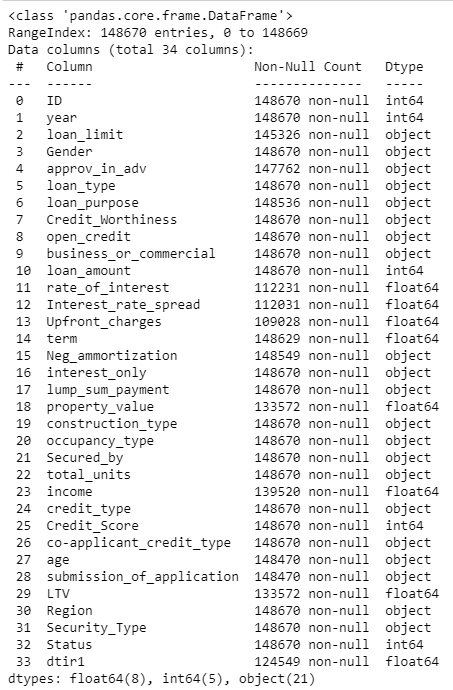 <class 'pandas.core.frame.DataFrame'>
RangeIndex: 148670 entries, 0 to 148669
Data columns (total 34 columns):
 #   Column                     Non-Null Count   Dtype
---  ------                     --------------   -----
 0   ID                         148670 non-null  int64
 1   year                       148670 non-null  int64
 2   loan_limit                 145326 non-null  object
 3   Gender                     148670 non-null  object
 4   approv_in_adv              147762 non-null  object
 5   loan_type                  148670 non-null  object
 6   loan_purpose               148536 non-null  object
 7   Credit_Worthiness          148670 non-null  object
 8   open_credit                148670 non-null  object
 9   business_or_commercial     148670 non-null  object
 10  loan_amount                148670 non-null  int64
 11  rate_of_interest           112231 non-null  float64
 12  Interest_rate_spread       112031 non-null  float64
 13  Upfront_charges            109028 non-null  float64
 14  term                       148629 non-null  float64
 15  Neg_ammortization          148549 non-null  object
 16  interest_only              148670 non-null  object
 17  lump_sum_payment           148670 non-null  object
 18  property_value             133572 non-null  float64
 19  construction_type          148670 non-null  object
 20  occupancy_type             148670 non-null  object
 21  Secured_by                 148670 non-null  object
 22  total_units                148670 non-null  object
 23  income                     139520 non-null  float64
 24  credit_type                148670 non-null  object
 25  Credit_Score               148670 non-null  int64
 26  co-applicant_credit_type   148670 non-null  object
 27  age                        148470 non-null  object
 28  submission_of_application  148470 non-null  object
 29  LTV                        133572 non-null  float64
 30  Region                     148670 non-null  object
 31  Security_Type              148670 non-null  object
 32  Status                     148670 non-null  int64
 33  dtir1                      124549 non-null  float64
dtypes: float64(8), int64(5), object(21)